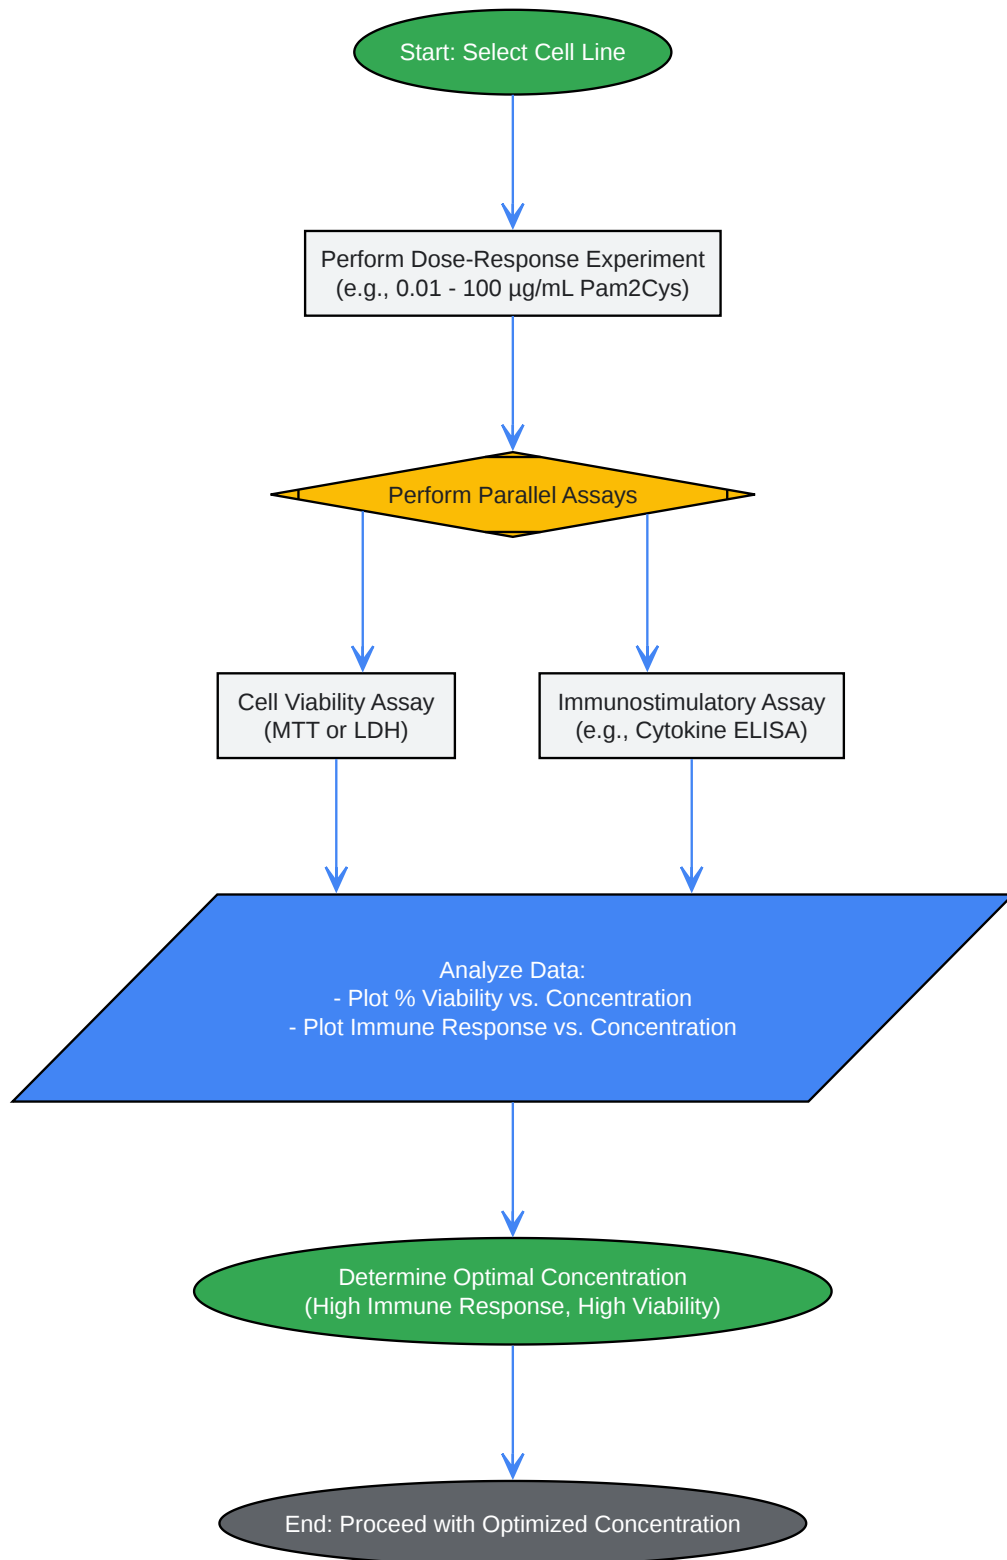 Start: Select Cell Line
Perform Dose-Response Experiment
(e.g., 0.01 - 100 µg/mL Pam2Cys)
Perform Parallel Assays
Cell Viability Assay
(MTT or LDH)
Immunostimulatory Assay
(e.g., Cytokine ELISA)
Analyze Data:
- Plot % Viability vs. Concentration
- Plot Immune Response vs. Concentration
Determine Optimal Concentration
(High Immune Response, High Viability)
End: Proceed with Optimized Concentration